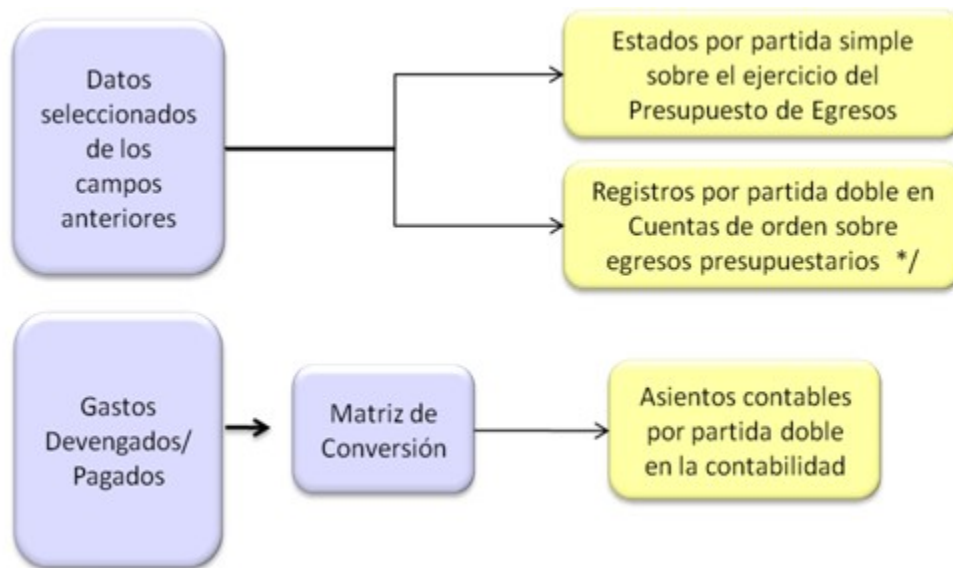 Datos
seleccionados
de los
campos
anteriores
Estados por partida simple
sobre el ejercicio del
Presupuesto de Egresos
Registros por partida doble en
Cuentas de orden sobre
egresos presupuestarios */
Gastos
Devengados/
Pagados
Matriz de
Conversión
Asientos contables
por partida doble
en la contabilidad